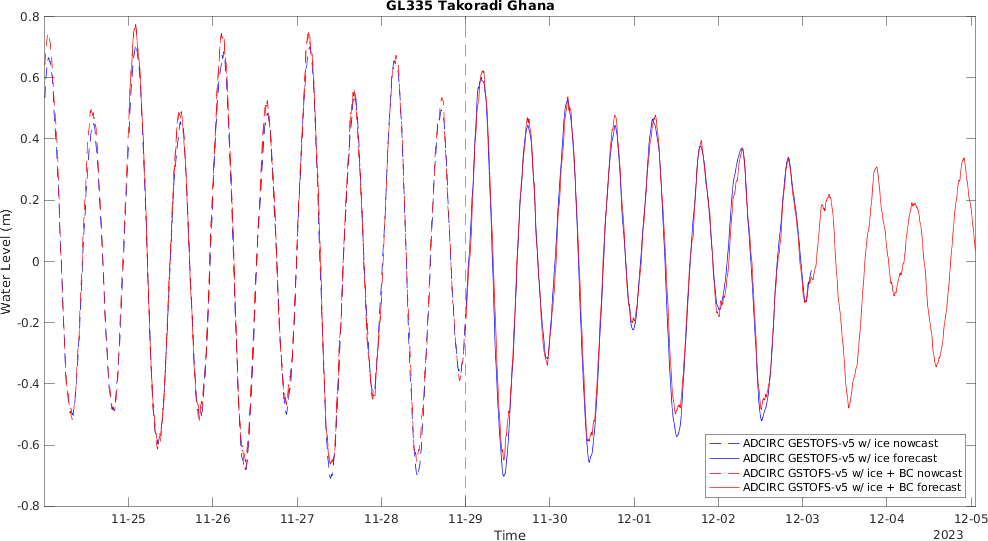 GL335 Takoradi Ghana
0.8
0.6
0.4
0.2
0
-0.2
-0.4
-0.6
-0.8
Water Level (m)
ADCIRC GESTOFS-v5 w/ ice nowcast
ADCIRC GESTOFS-v5 w/ ice forecast
ADCIRC GSTOFS-v5 w/ ice + BC nowcast
ADCIRC GSTOFS-v5 w/ ice + BC forecast
11-25 11-26 11-27 11-28 11-29 11-30 12-01 12-02 12-03 12-04 12-05
Time
2023